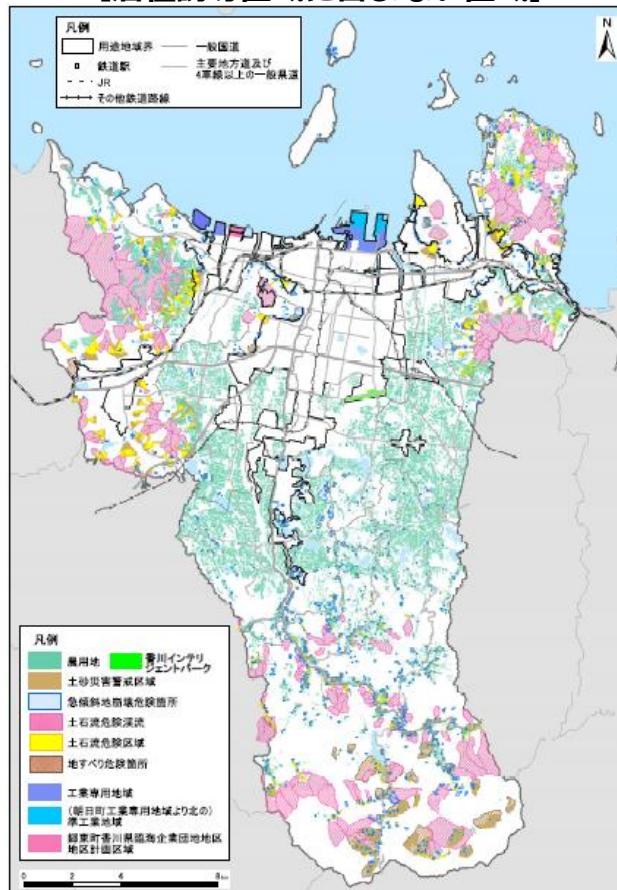 凡例
用途地域界
一般国道
鉄道駅
主要地方道及び
4車線以上の一般県道
JR
その他鉄道路線
N
凡例
農用地
香川インテリ
ジェントパーク
土砂災害警戒区域
急傾斜地崩壊危険箇所
土石流危険渓流
土石流危険区域
地すべり危険箇所
工業専用地域
(朝日町工業専用地域より北の)
準工業地域
郷東町香川県臨海企業団地地区
地区計画区域
0 2 4 8 km